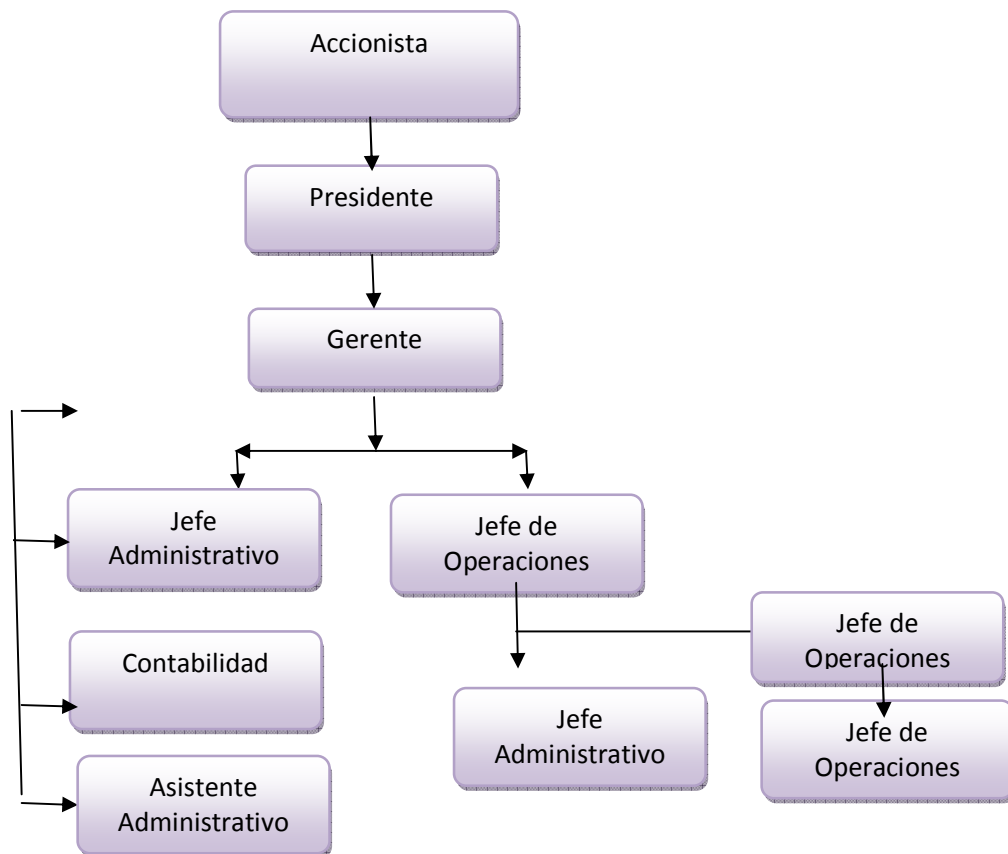 Accionista
Presidente
Gerente
Jefe
Administrativo
Jefe de
Operaciones
Contabilidad
Jefe de
Operaciones
Jefe
Administrativo
Jefe de
Operaciones
Asistente
Administrativo